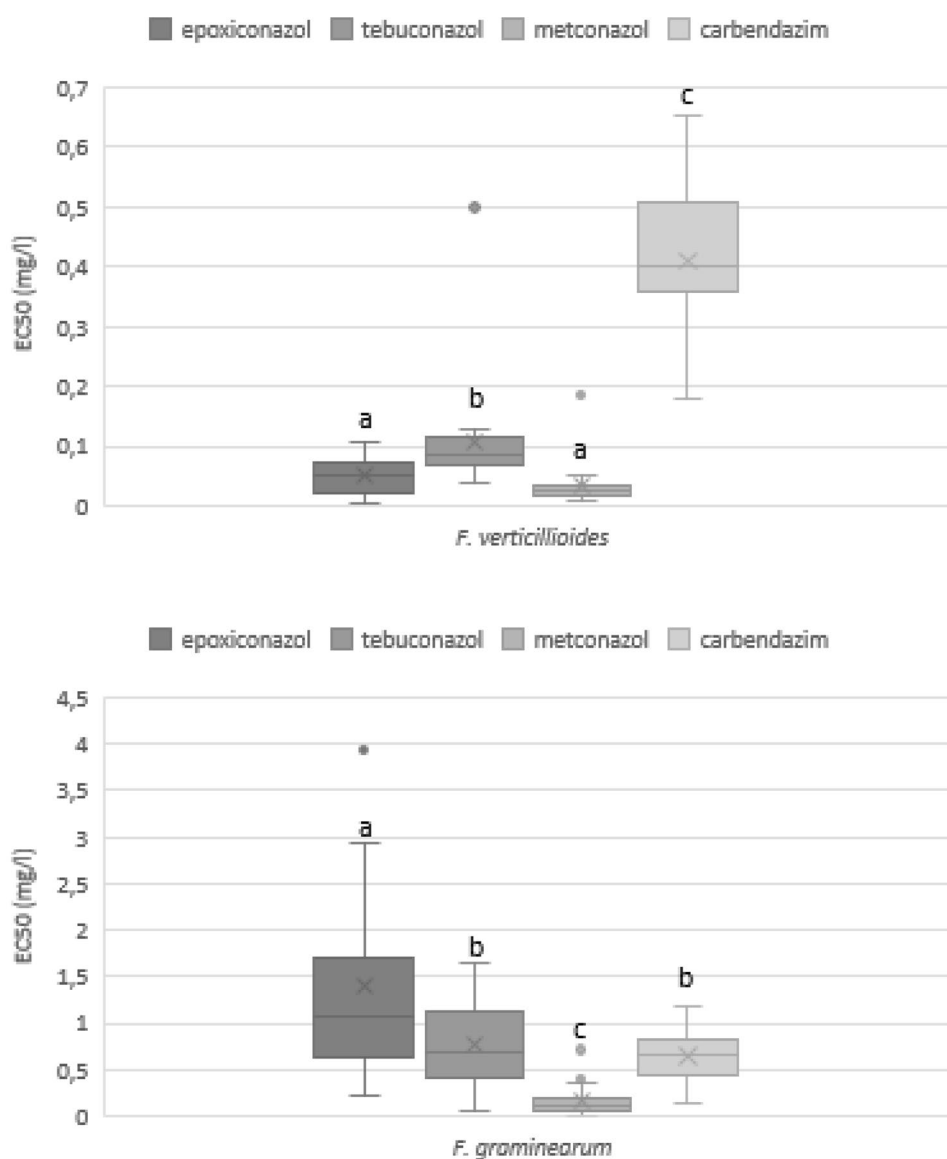 epoxiconazol tebuconazol metconazol carbendazim
0,7
c
0,6
0,5
EC50 (mg/l)
0,4
0,3
0,2
a b a
0,1
0
F. verticillioides
epoxiconazol tebuconazol metconazol carbendazim
4,5
4
3,5
a
3
2,5
EC50 (mg/l)
2
b c b
1,5
1
0,5
0
F. graminearum